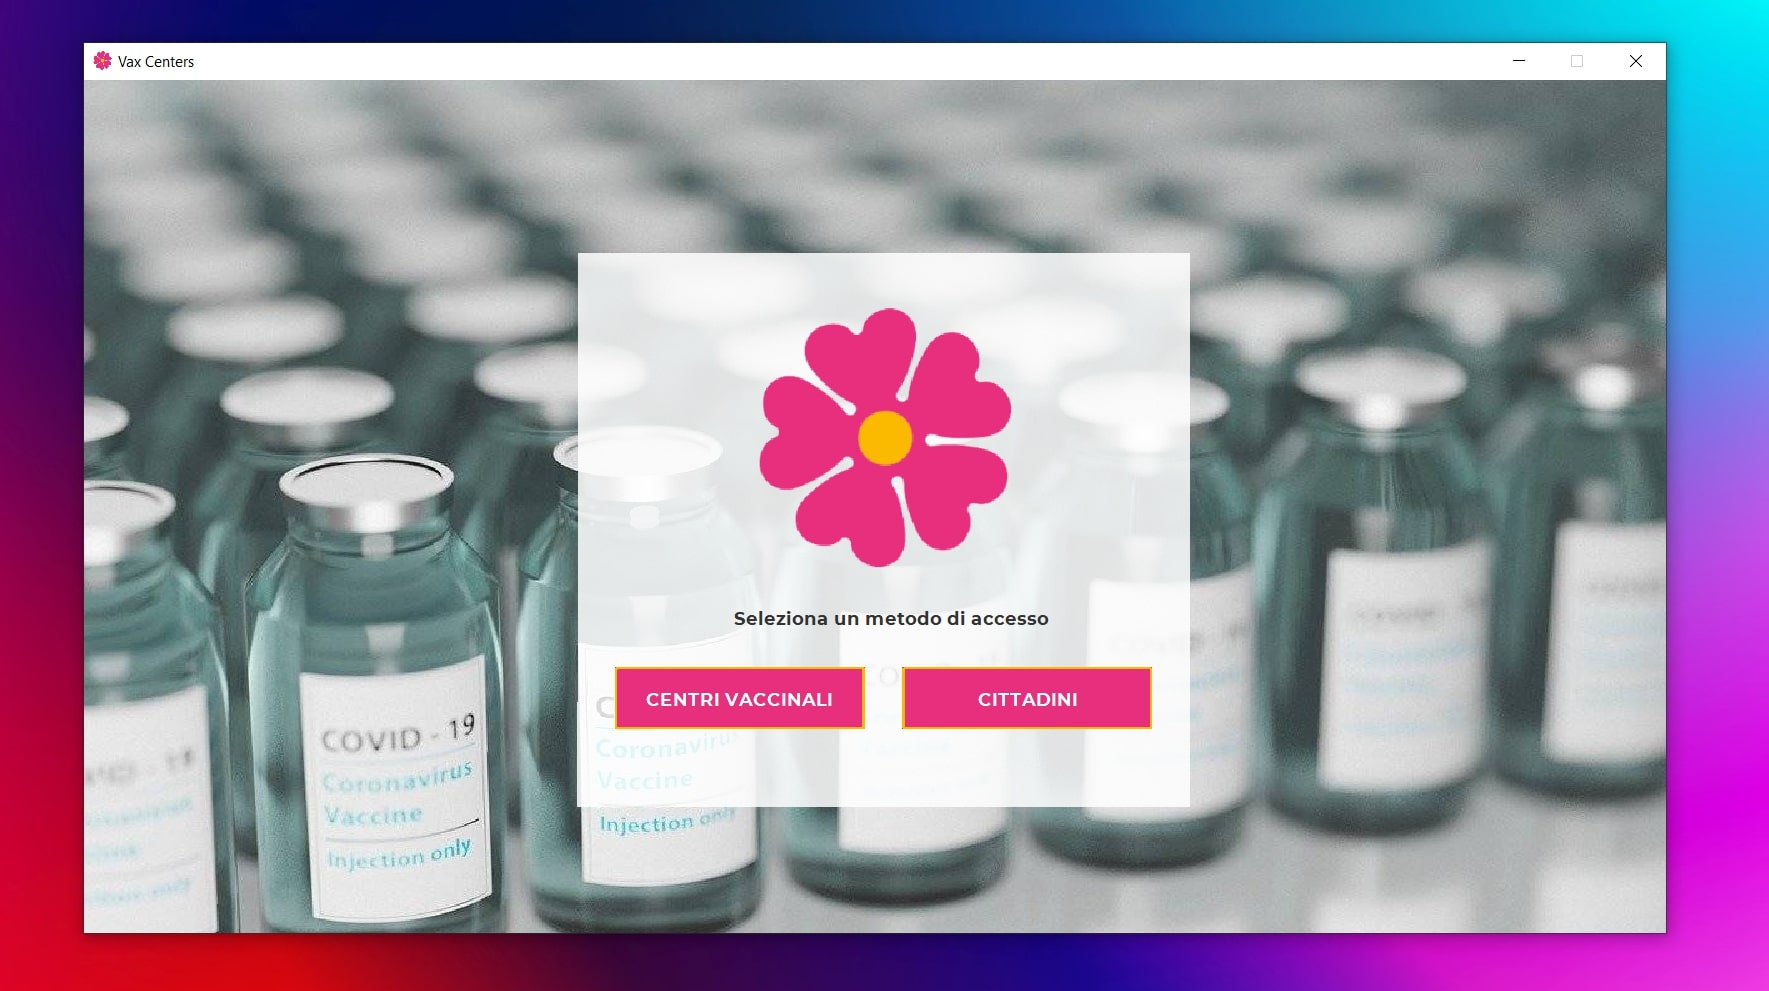 Vax Centers
Seleziona un metodo di accesso
CENTRI VACCINALI
CITTADINI
COVID - 19
Coronavirus
Vaccine
Injection only
Coronavirus
Vaccine
Injection only